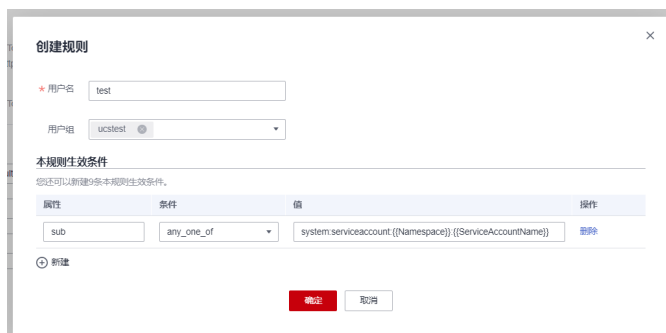 创建规则
* 用户名 test
用户组 ucstest
本规则生效条件
您还可以新建9条本规则生效条件。
属性 条件 值 操作
sub any_one_of system:serviceaccount:{{Namespace}}:{{ServiceAccountName}} 删除
新建
确定 取消